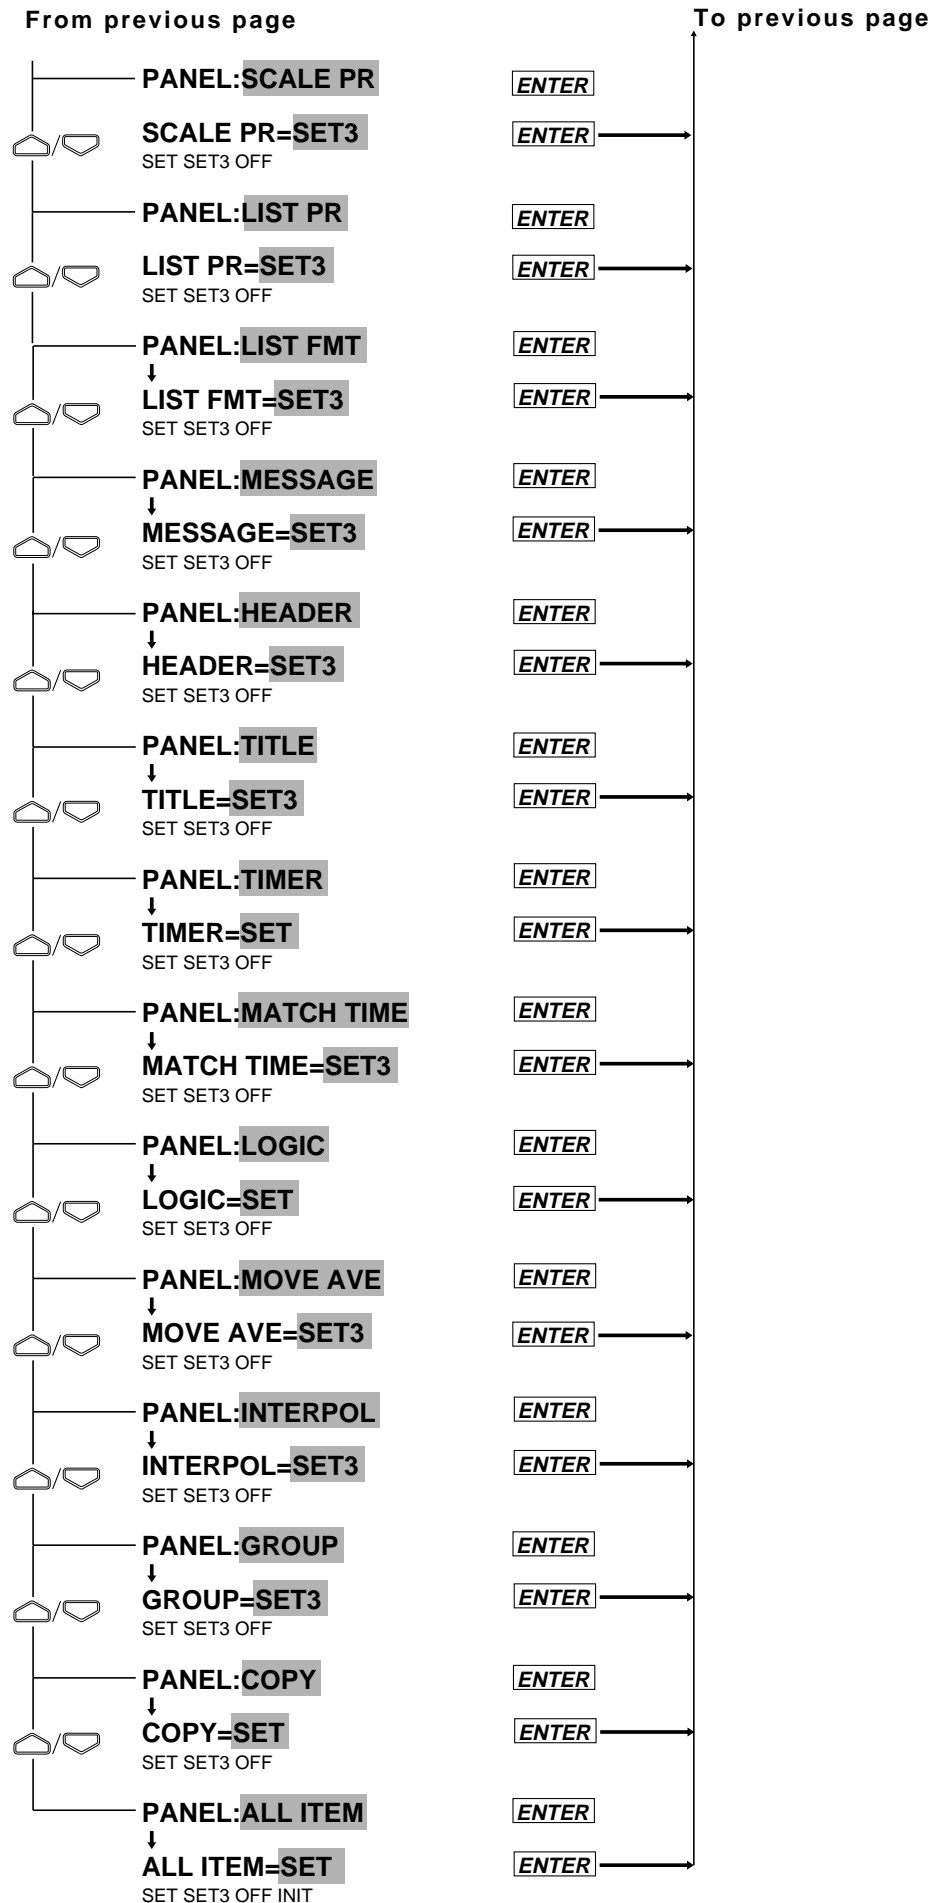 From previous page
To previous page
PANEL:SCALE PR ENTER
SCALE PR=SET3 ENTER
SET SET3 OFF
PANEL:LIST PR ENTER
LIST PR=SET3 ENTER
SET SET3 OFF
PANEL:LIST FMT ENTER
LIST FMT=SET3 ENTER
SET SET3 OFF
PANEL:MESSAGE ENTER
MESSAGE=SET3 ENTER
SET SET3 OFF
PANEL:HEADER ENTER
HEADER=SET3 ENTER
SET SET3 OFF
PANEL:TITLE ENTER
TITLE=SET3 ENTER
SET SET3 OFF
PANEL:TIMER ENTER
TIMER=SET ENTER
SET SET3 OFF
PANEL:MATCH TIME ENTER
MATCH TIME=SET3 ENTER
SET SET3 OFF
PANEL:LOGIC ENTER
LOGIC=SET ENTER
SET SET3 OFF
PANEL:MOVE AVE ENTER
MOVE AVE=SET3 ENTER
SET SET3 OFF
PANEL:INTERPOL ENTER
INTERPOL=SET3 ENTER
SET SET3 OFF
PANEL:GROUP ENTER
GROUP=SET3 ENTER
SET SET3 OFF
PANEL:COPY ENTER
COPY=SET ENTER
SET SET3 OFF
PANEL:ALL ITEM ENTER
ALL ITEM=SET ENTER
SET SET3 OFF INIT